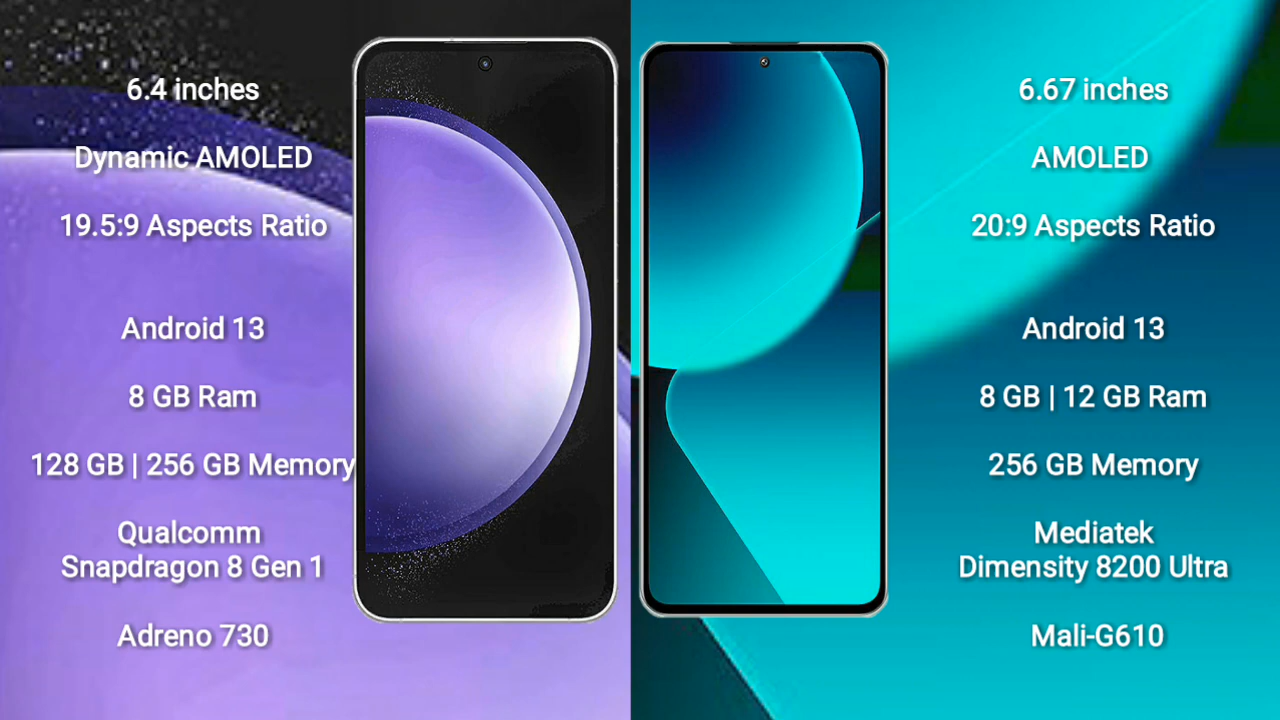 6.4 inches
Dynamic AMOLED
19.5:9 Aspects Ratio
Android 13
8 GB Ram
128 GB | 256 GB Memory
Qualcomm
Snapdragon 8 Gen 1
Adreno 730
6.67 inches
AMOLED
20:9 Aspects Ratio
Android 13
8 GB | 12 GB Ram
256 GB Memory
Mediatek
Dimensity 8200 Ultra
Mali-G610